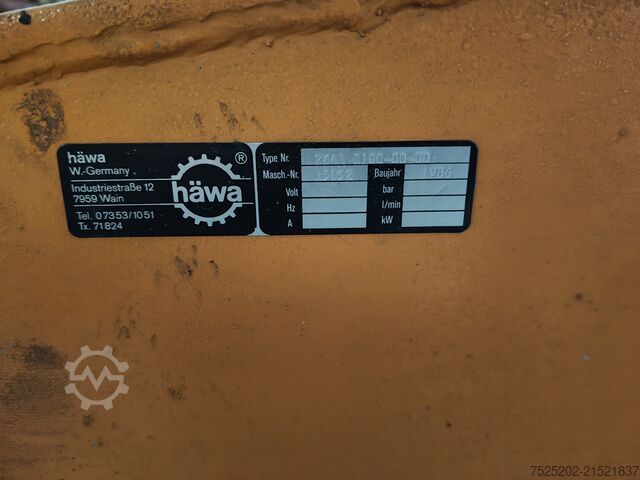 häwa
W.-Germany
Industriestraße 12
7959 Wain
Tel. 07353/1051
Tx. 71824
®
häwa
Type Nr.
Masch.-Nr. Baujahr 1986
Volt bar
Hz l/min
A kW
7525202-21521837